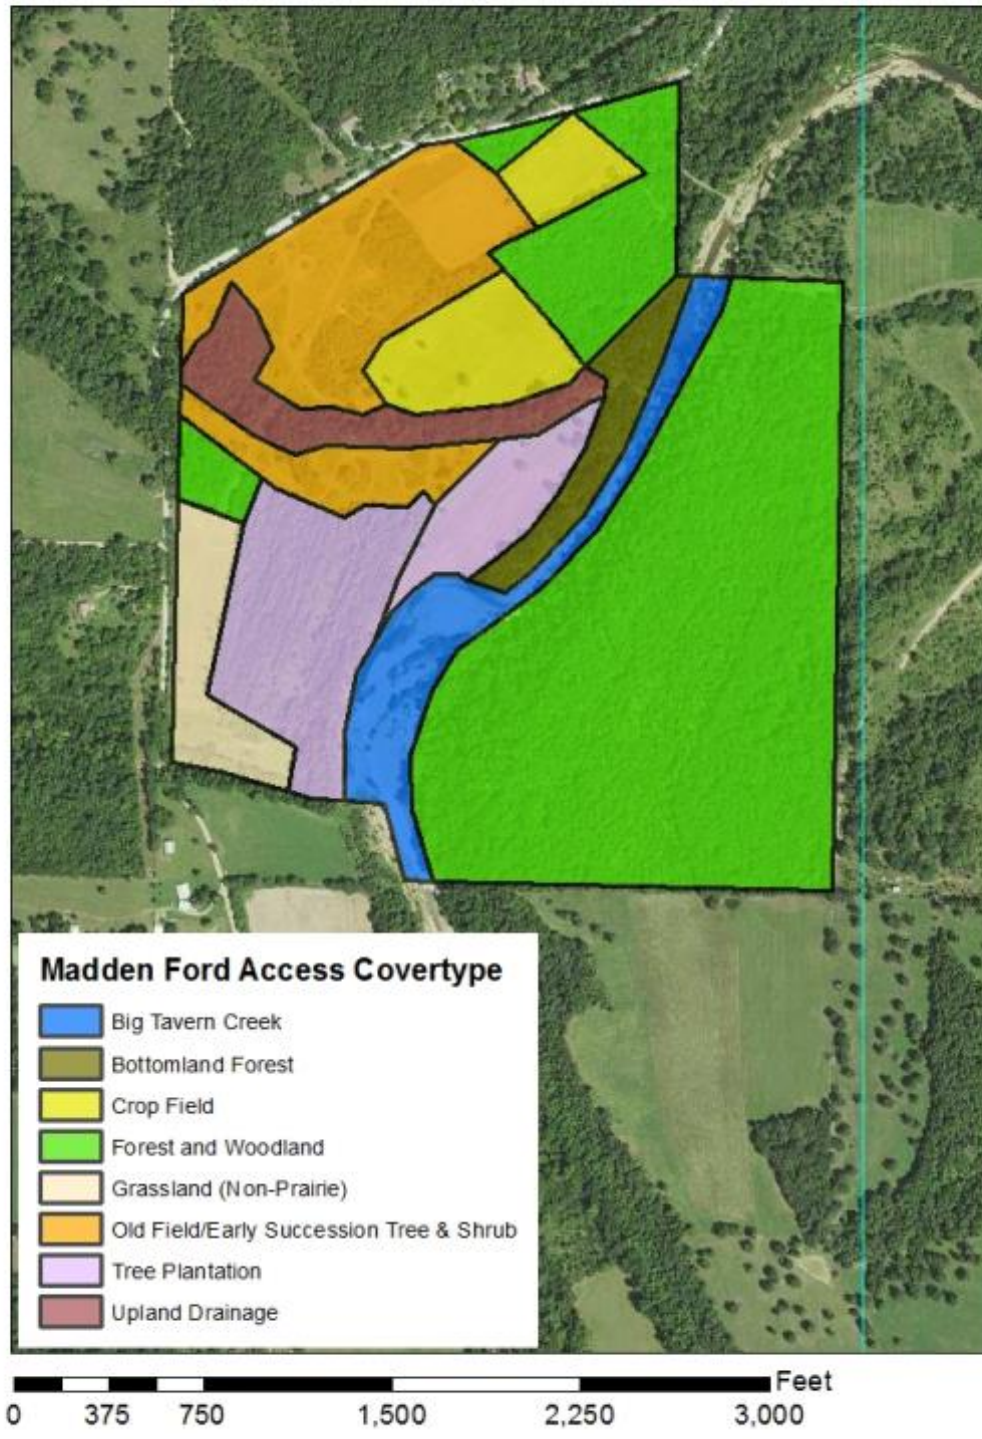 Madden Ford Access Covertype
Big Tavern Creek
Bottomland Forest
Crop Field
Forest and Woodland
Grassland (Non-Prairie)
Old Field/Early Succession Tree & Shrub
Tree Plantation
Upland Drainage
Feet
0 375 750 1,500 2,250 3,000